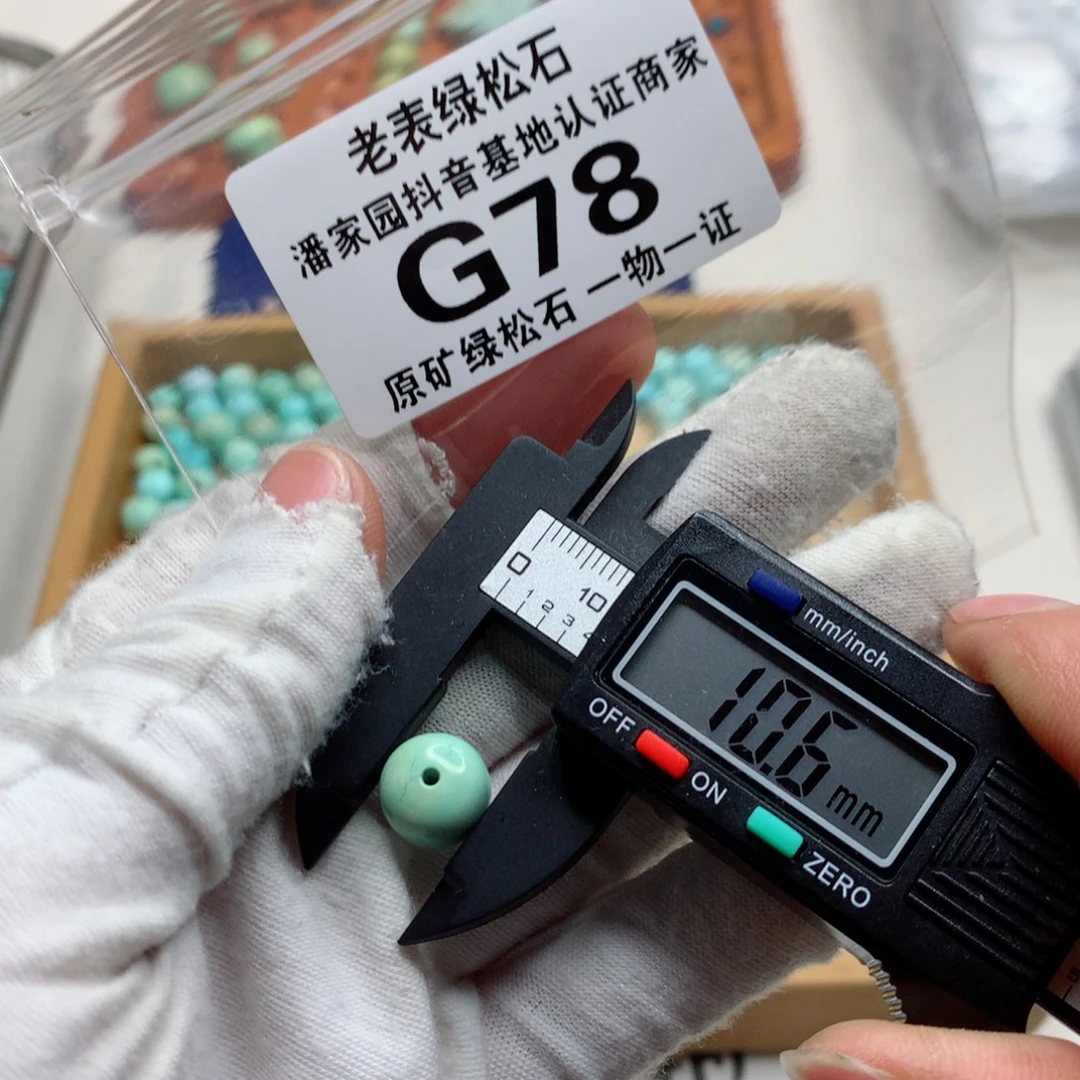 老表绿松石
潘家园抖音基地认证商家
G78
原矿绿松石 一物一证
0 10
1 2 3 4
mm/inch
10.6 mm
OFF ON
ZERO